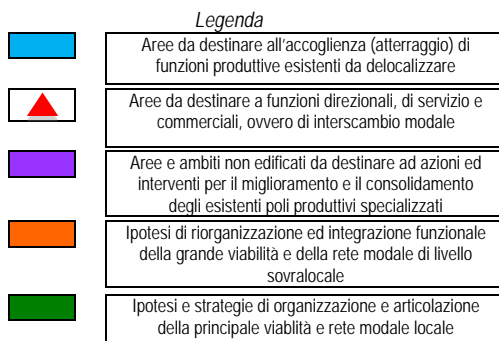 Legenda
Aree da destinare all'accoglienza (atterraggio) di
funzioni produttive esistenti da delocalizzare
Aree da destinare a funzioni direzionali, di servizio e
commerciali, ovvero di interscambio modale
Aree e ambiti non edificati da destinare ad azioni ed
interventi per il miglioramento e il consolidamento
degli esistenti poli produttivi specializzati
Ipotesi di riorganizzazione ed integrazione funzionale
della grande viabilità e della rete modale di livello
sovralocale
Ipotesi e strategie di organizzazione e articolazione
della principale viablità e rete modale locale